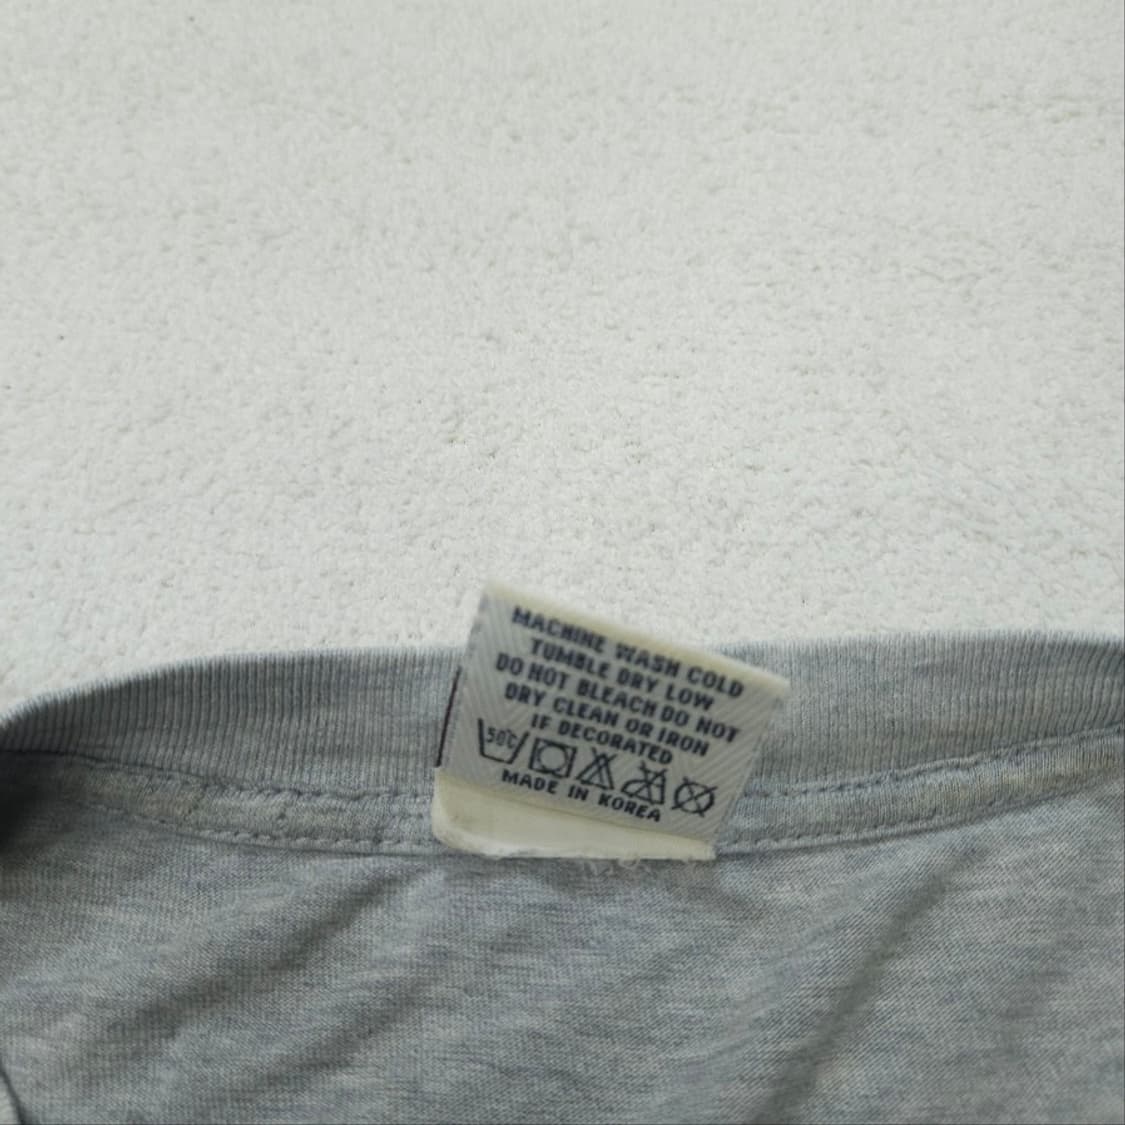 MACHINE WASH COLD
TUMBLE DRY LOW
DO NOT BLEACH DO NOT
DRY CLEAN OR IRON
IF DECORATED
50°C
MADE IN KOREA